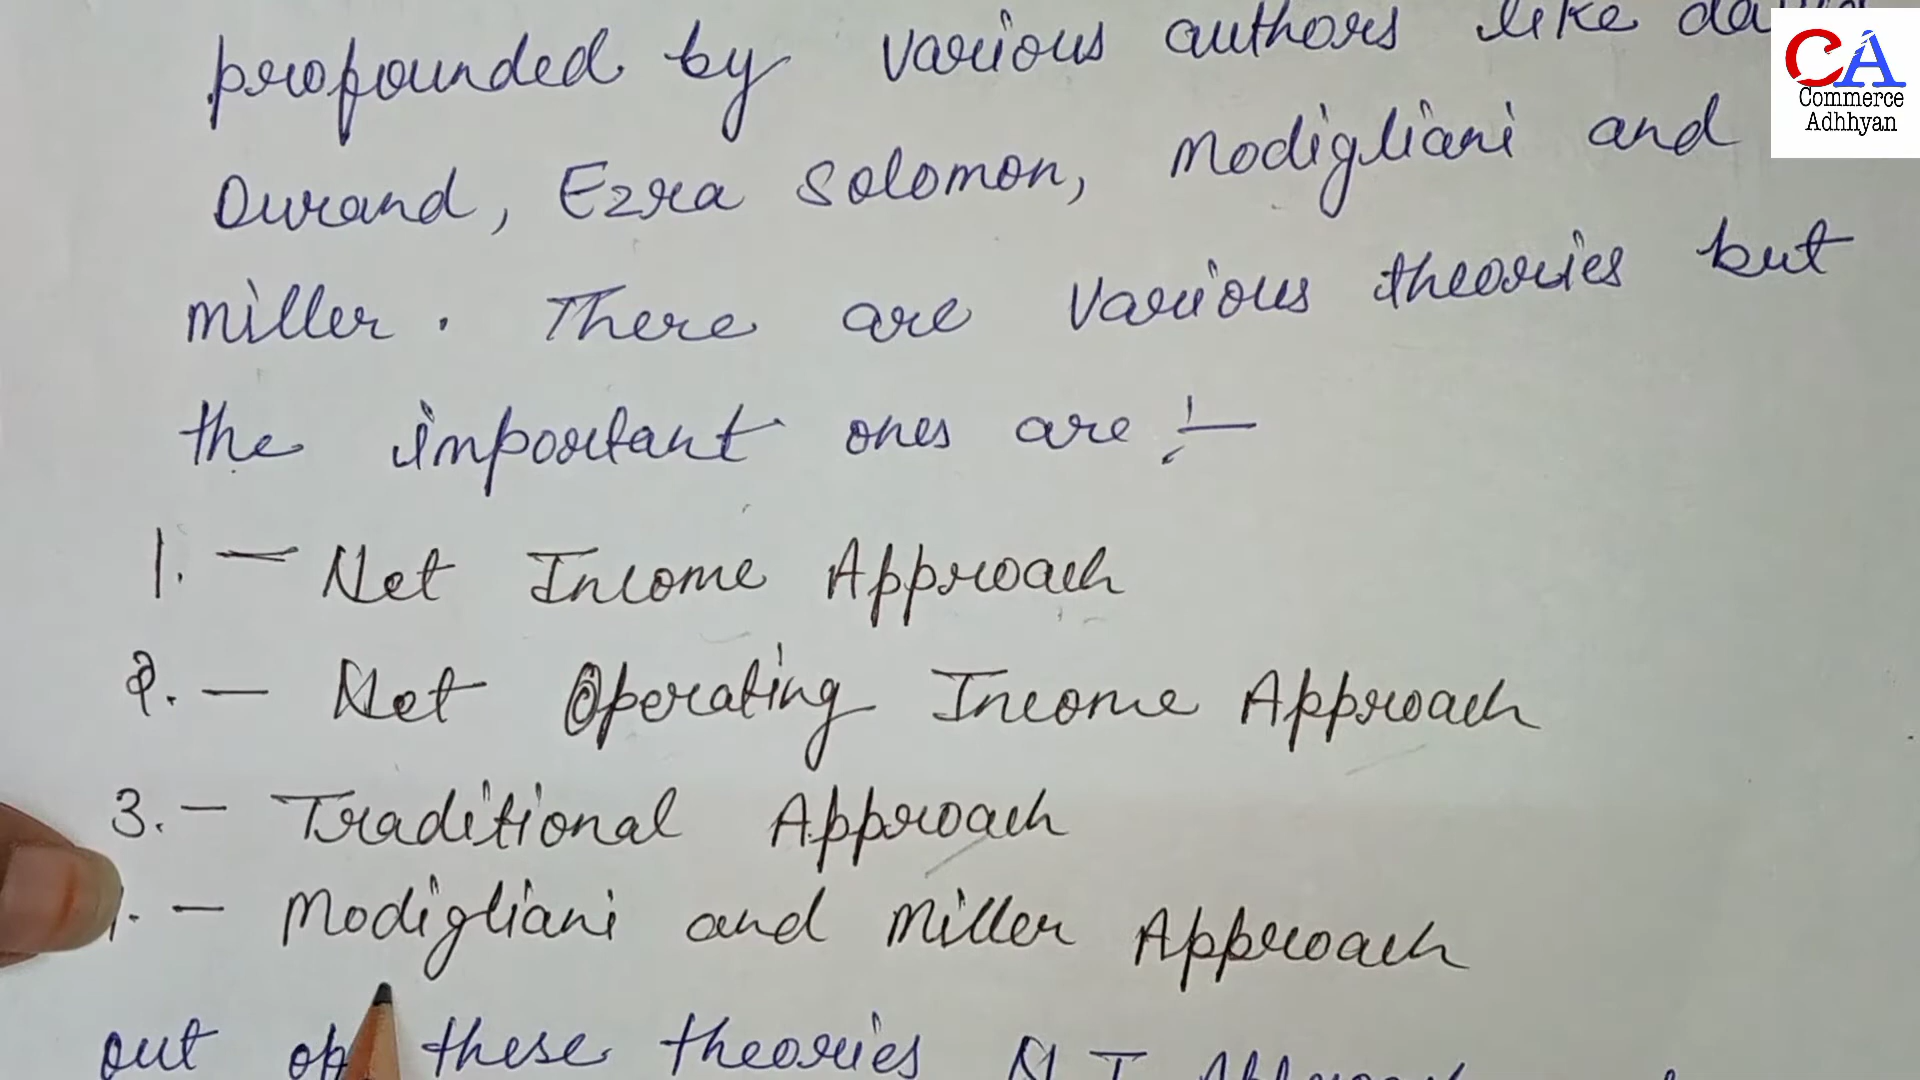 profounded by various authors like
CA
Commerce
Adhhyan
Durand, Ezra Solomon, Modigliani and
miller. There are various theories but
the important ones are :-
1. - Net Income Approach
2. - Net Operating Income Approach
3. - Traditional Approach
- Modigliani and Miller Approach
out of these theories N I